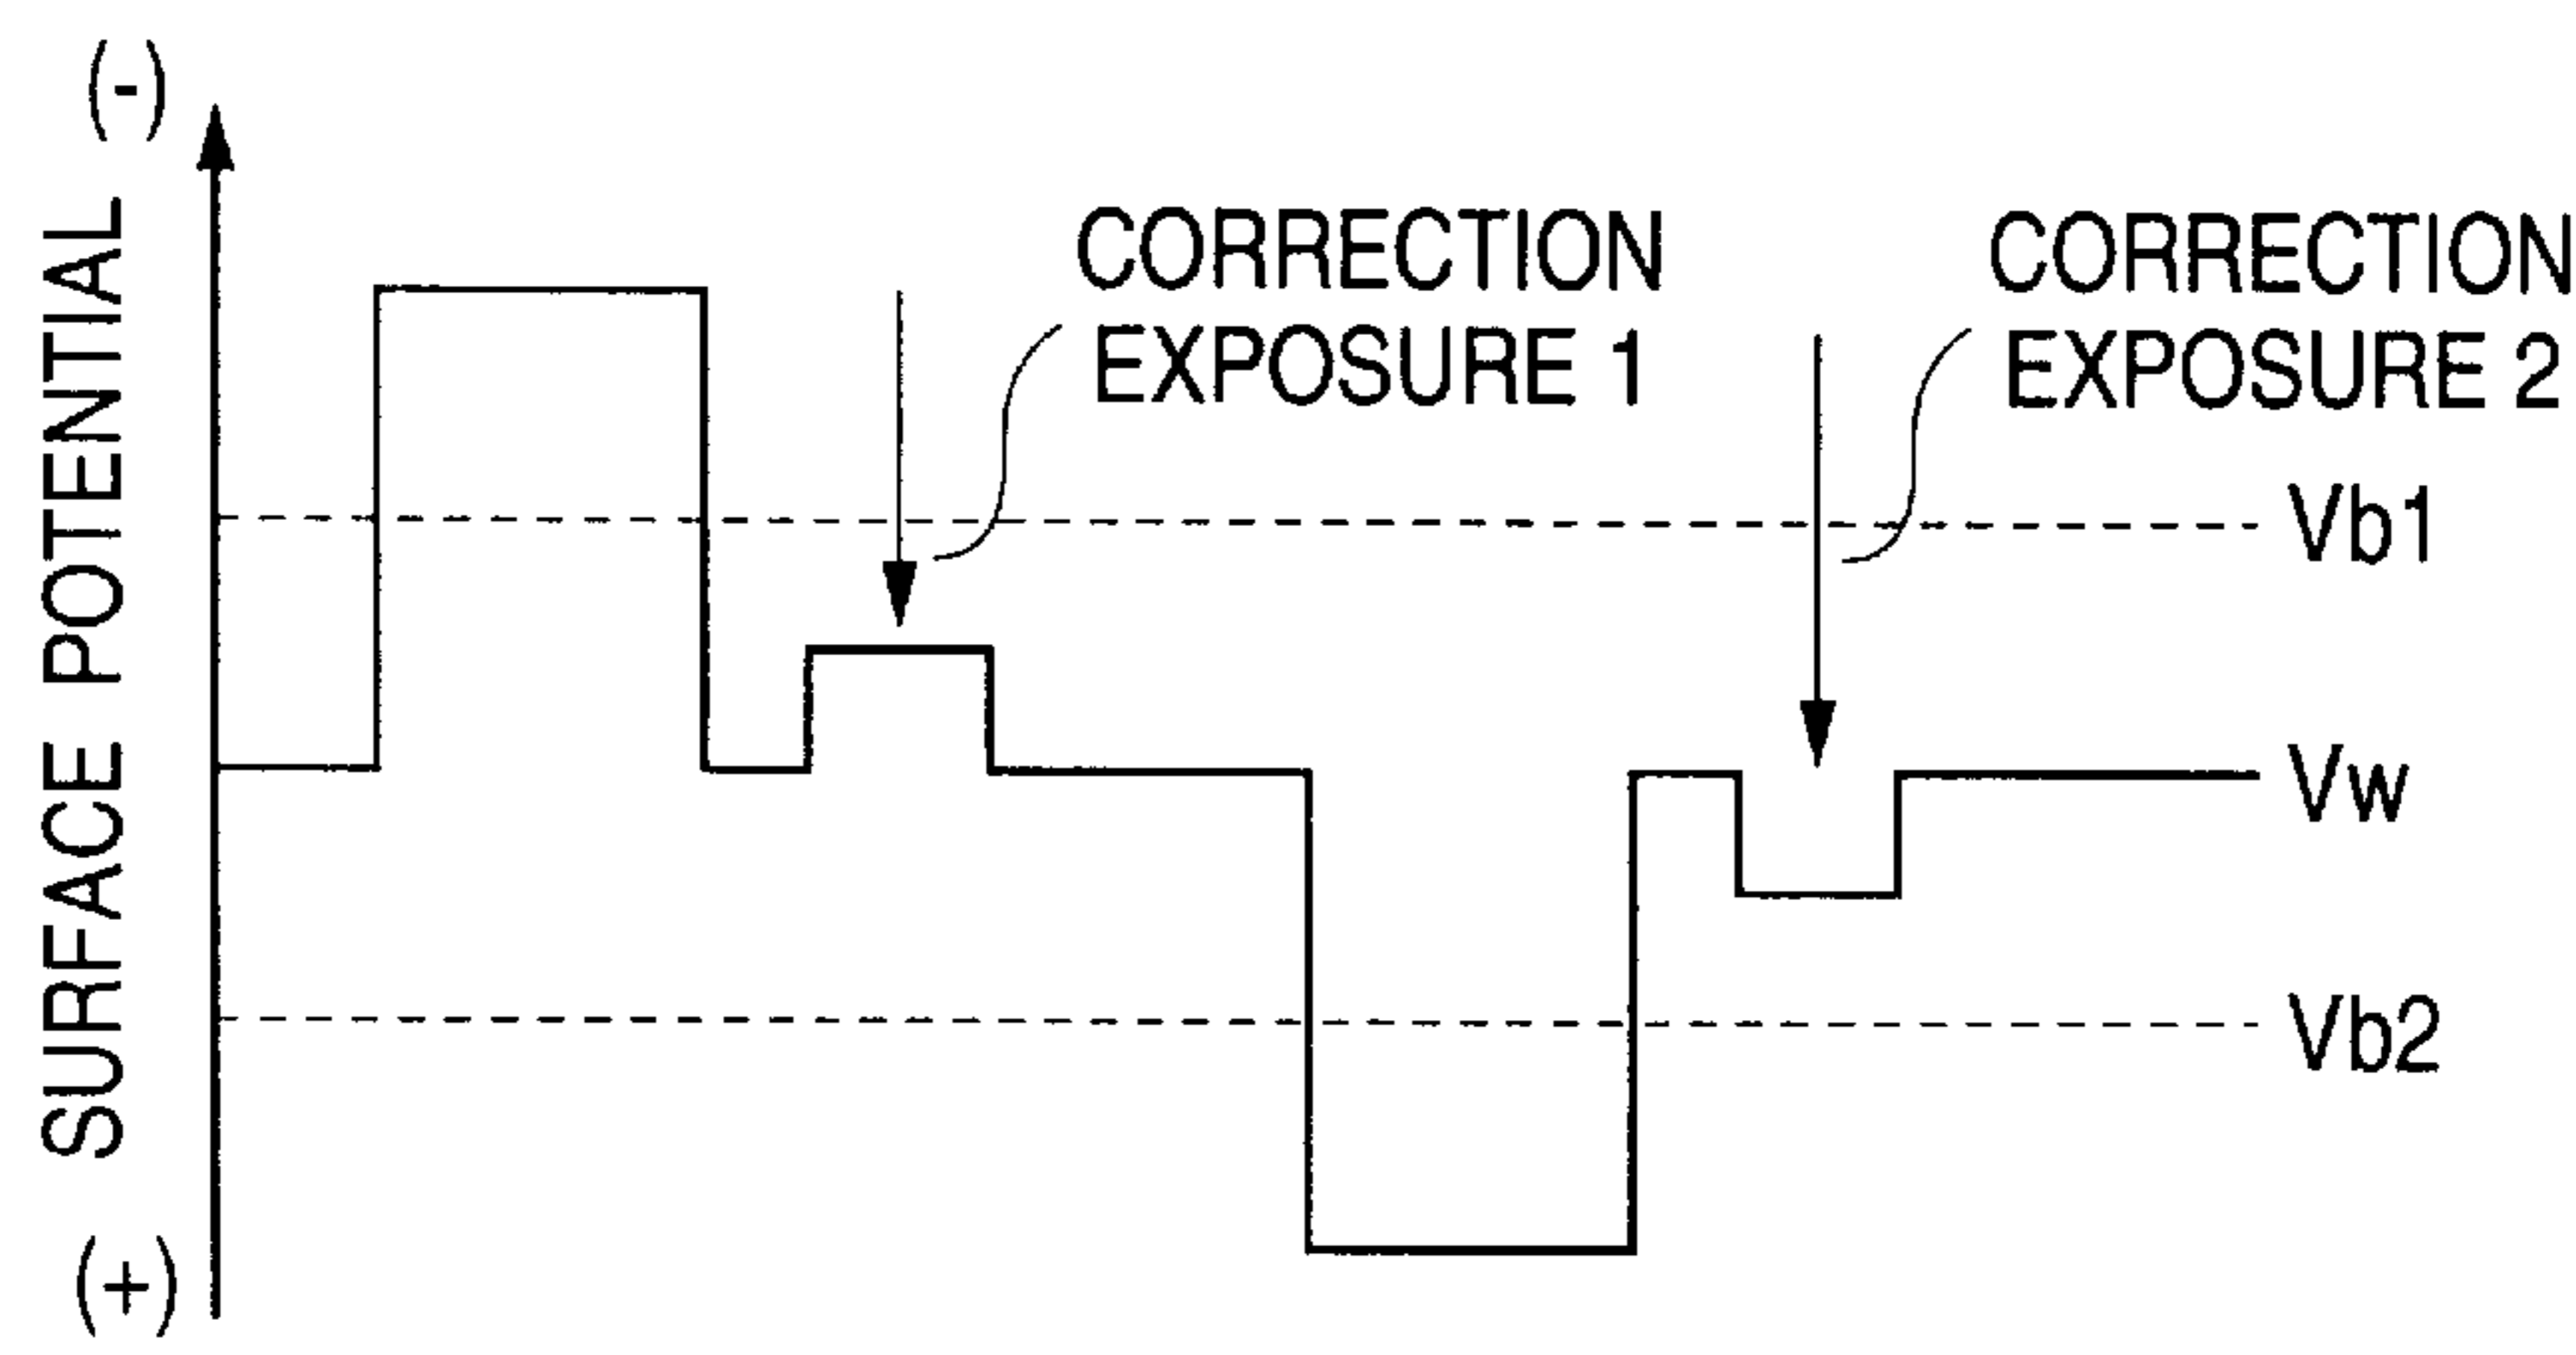 (-)
SURFACE POTENTIAL
(+)
CORRECTION
EXPOSURE 1
CORRECTION
EXPOSURE 2
Vb1
Vw
Vb2